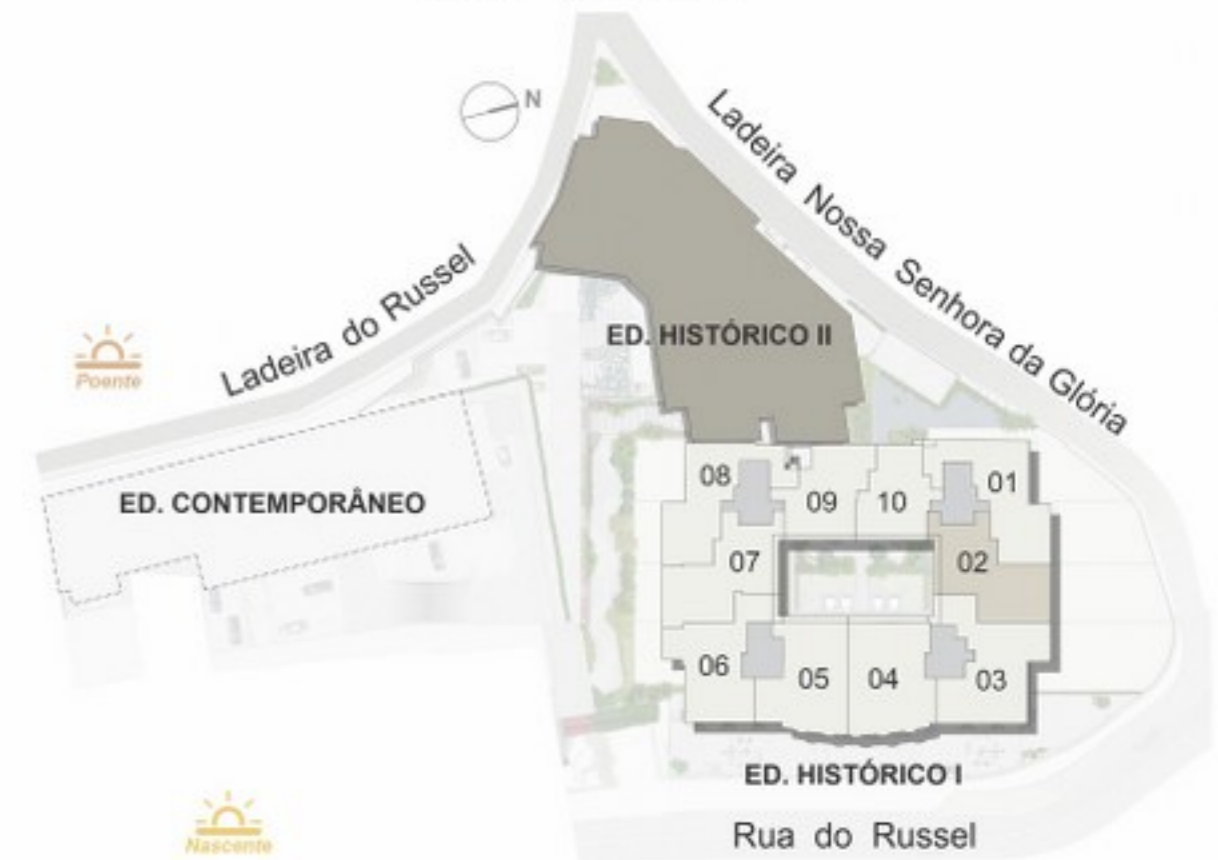 N
Ladeira Nossa Senhora da Glória
Ladeira do Russel
Poente
ED. HISTÓRICO II
ED. CONTEMPORÂNEO
08
09
10
01
07
02
06
05
04
03
ED. HISTÓRICO I
Nascente
Rua do Russel